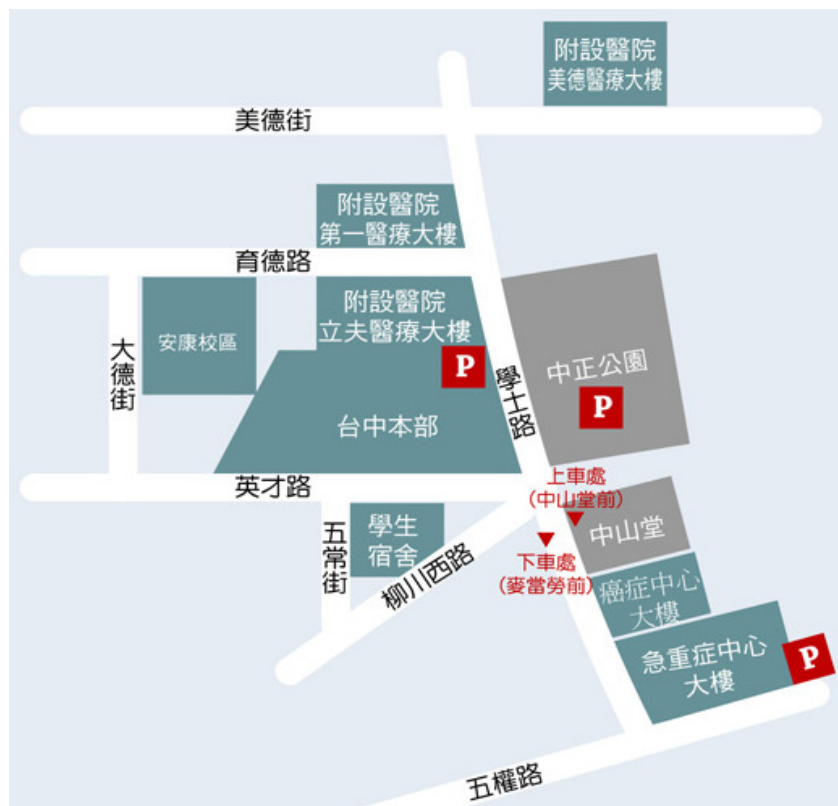 附設醫院
美德醫療大樓
美德街
附設醫院
第一醫療大樓
育德路
附設醫院
立夫醫療大樓
安康校區
大德街
P
學士路
中正公園
P
台中本部
英才路
上車處
(中山堂前)
學生
宿舍
五常街
柳川西路
下車處
(麥當勞前)
中山堂
癌症中心
大樓
急重症中心
大樓
P
五權路